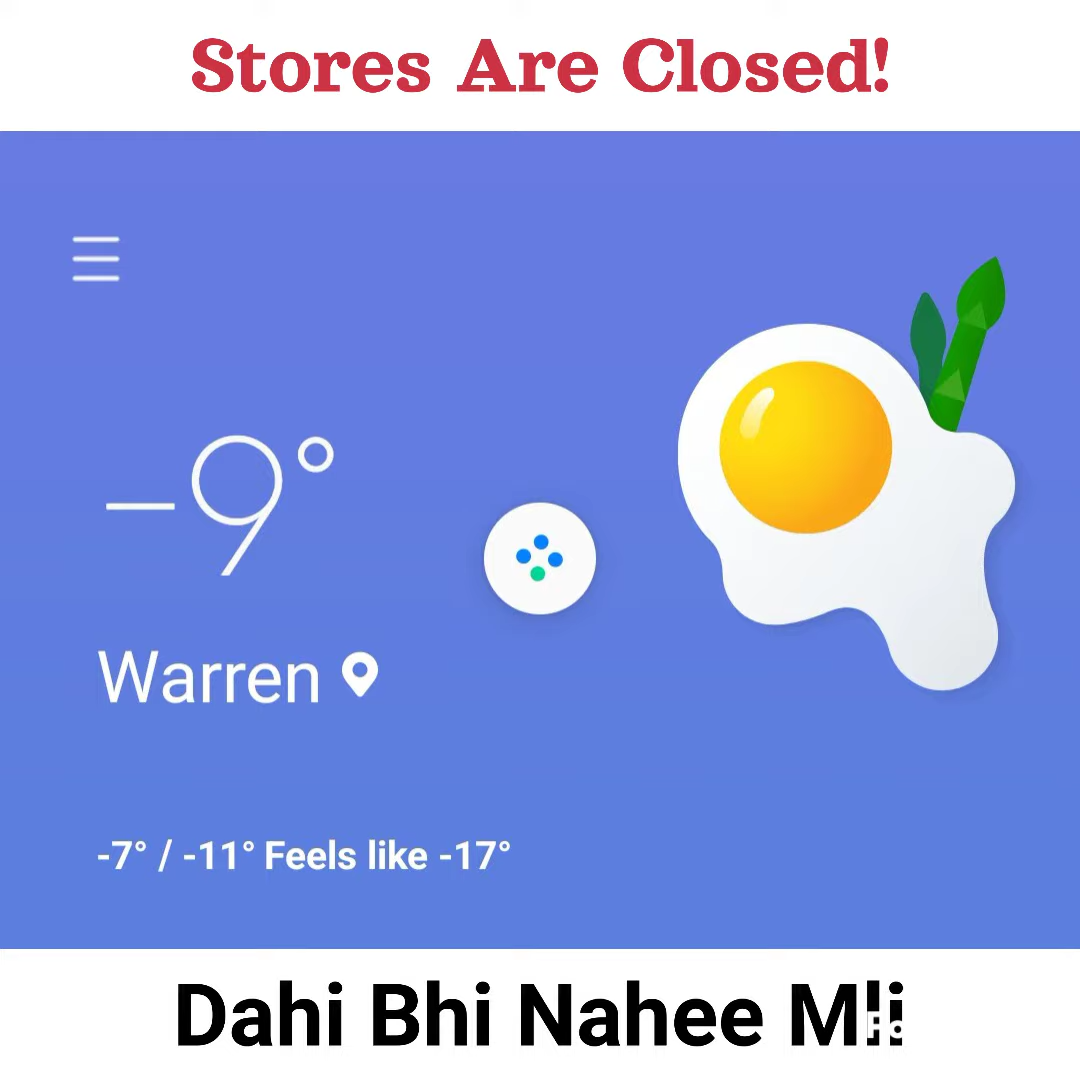 Stores Are Closed!
-9°
Warren
-7° / -11° Feels like -17°
Dahi Bhi Nahee